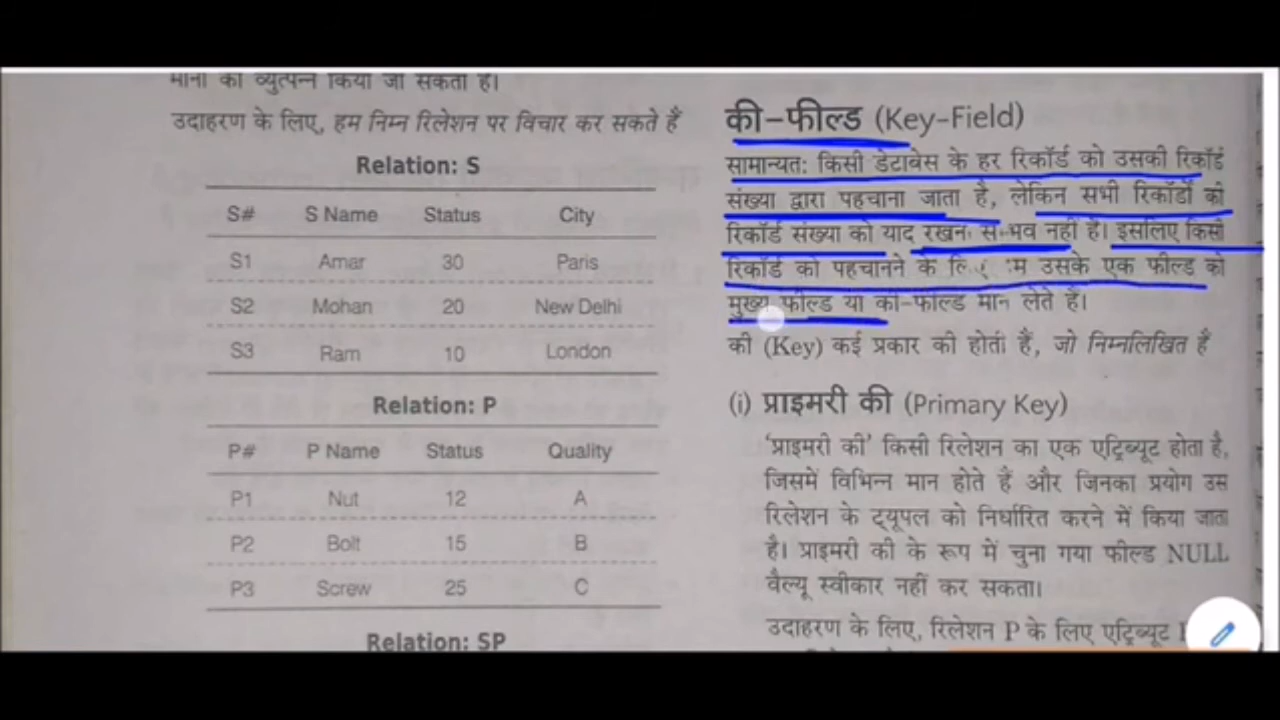 मानों को व्युत्पन्न किया जा सकता है।
उदाहरण के लिए, हम निम्न रिलेशन पर विचार कर सकते हैं
Relation: S
S# S Name Status City
S1 Amar 30 Paris
S2 Mohan 20 New Delhi
S3 Ram 10 London
Relation: P
P# P Name Status Quality
P1 Nut 12 A
P2 Bolt 15 B
P3 Screw 25 C
Relation: SP
की-फील्ड (Key-Field)
सामान्यत: किसी डेटाबेस के हर रिकॉर्ड को उसकी रिकॉर्ड
संख्या द्वारा पहचाना जाता है, लेकिन सभी रिकॉर्डों की
रिकॉर्ड संख्या को याद रखना सम्भव नहीं है। इसलिए किसी
रिकॉर्ड को पहचानने के उसके एक फील्ड को
मुख्य फील्ड या की-फील्ड मान लेते हैं।
की (Key) कई प्रकार की होती हैं, जो निम्नलिखित हैं
(i) प्राइमरी की (Primary Key)
'प्राइमरी की' किसी रिलेशन का एक एट्रिब्यूट होता है,
जिसमें विभिन्न मान होते हैं और जिनका प्रयोग उस
रिलेशन के ट्यूपल को निर्धारित करने में किया जाता
है। प्राइमरी की के रूप में चुना गया फील्ड NULL
वैल्यू स्वीकार नहीं कर सकता।
उदाहरण के लिए, रिलेशन P के लिए एट्रिब्यूट